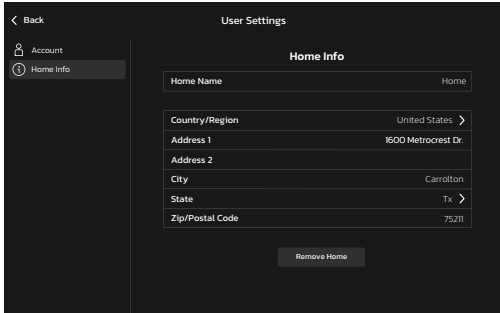 Back
User Settings
Account
Home Info
Home Info
Home Name Home
Country/Region United States
Address 1 1600 Metrocrest Dr.
Address 2
City Carrolton
State Tx
Zip/Postal Code 75211
Remove Home